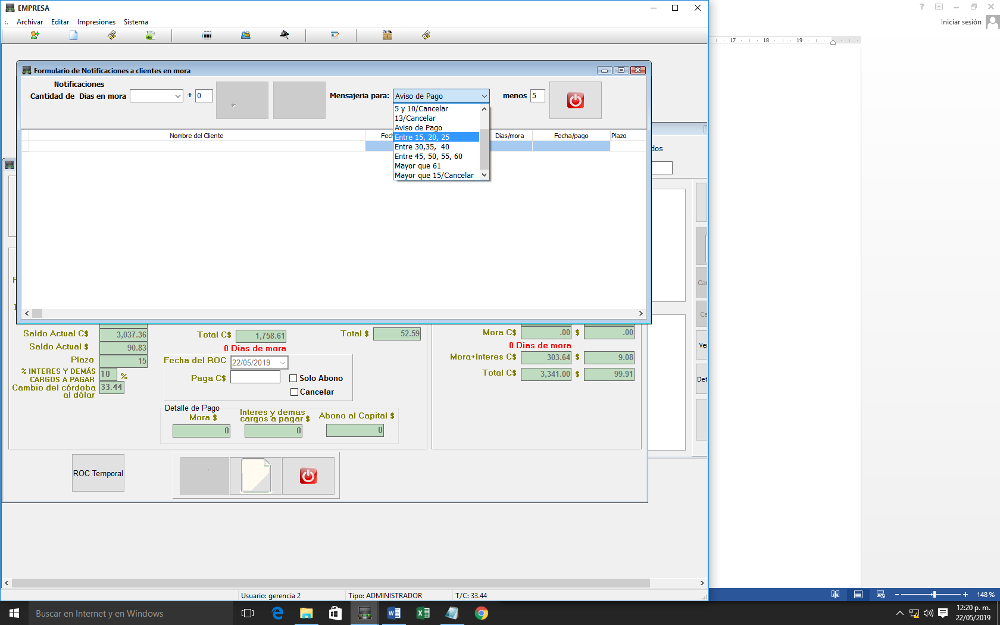 EMPRESA
Archivar Editar Impresiones Sistema
Iniciar sesión
17 18 19
Formulario de Notificaciones a clientes en mora
Notificaciones
Cantidad de Dias en mora + 0
Mensajeria para: Aviso de Pago
menos 5
5 y 10/Cancelar
13/Cancelar
Aviso de Pago
Entre 15, 20, 25
Entre 30,35, 40
Entre 45, 50, 55, 60
Mayor que 61
Mayor que 15/Cancelar
Nombre del Cliente Fec Dias/mora Fecha/pago Plazo
dos
Car
Ca
Ver
Det
Saldo Actual C$ 3,037.36
Saldo Actual $ 90.83
Plazo 15
% INTERES Y DEMÁS CARGOS A PAGAR 10 %
Cambio del córdoba al dólar 33.44
Total C$ 1,758.61
Total $ 52.59
0 Dias de mora
Fecha del ROC 22/05/2019
Paga C$
Solo Abono
Cancelar
Detalle de Pago
Mora $ 0
Interes y demas cargos a pagar $ 0
Abono al Capital $ 0
Mora C$ .00 $ .00
0 Dias de mora
Mora+Interes C$ 303.64 $ 9.08
Total C$ 3,341.00 $ 99.91
ROC Temporal
Usuario: gerencia 2 Tipo: ADMINISTRADOR T/C: 33.44
148 %
Buscar en Internet y en Windows
12:20 p. m.
22/05/2019